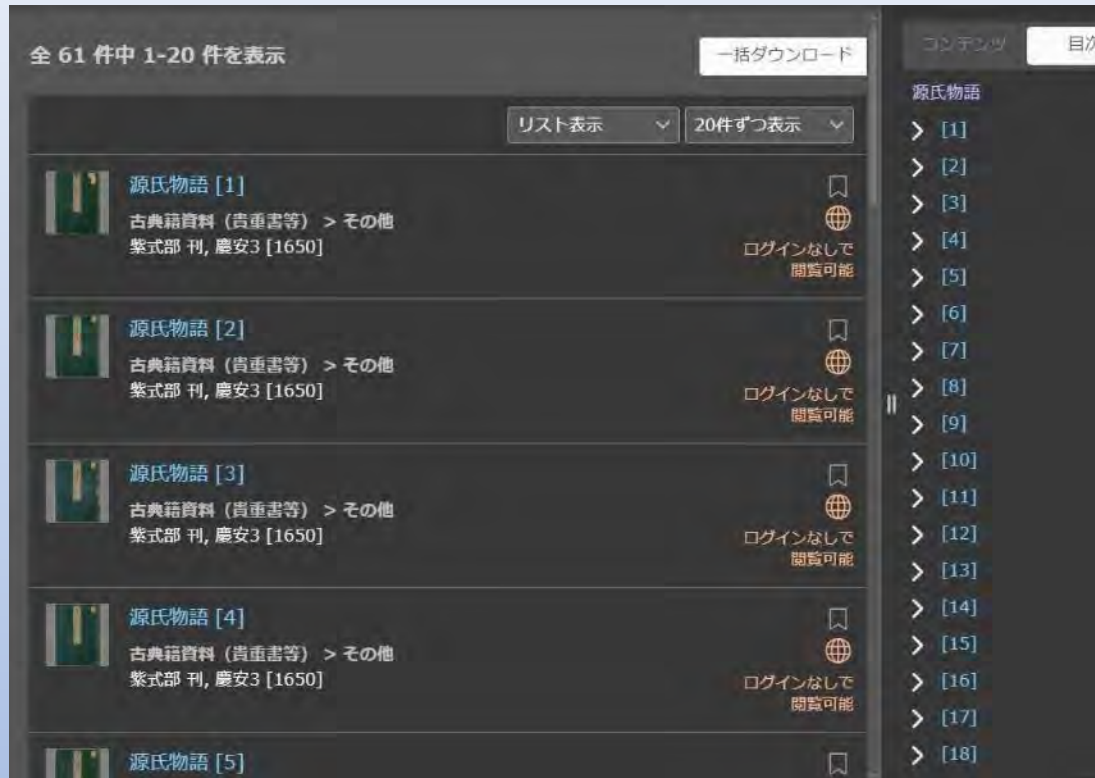 全 61 件中 1-20 件を表示
一括ダウンロード
リスト表示
20件ずつ表示
源氏物語 [1]
古典籍資料（貴重書等） > その他
紫式部 刊, 慶安3 [1650]
ログインなしで
閲覧可能
源氏物語 [2]
古典籍資料（貴重書等） > その他
紫式部 刊, 慶安3 [1650]
ログインなしで
閲覧可能
源氏物語 [3]
古典籍資料（貴重書等） > その他
紫式部 刊, 慶安3 [1650]
ログインなしで
閲覧可能
源氏物語 [4]
古典籍資料（貴重書等） > その他
紫式部 刊, 慶安3 [1650]
ログインなしで
閲覧可能
源氏物語 [5]
コンテンツ
目次
源氏物語
[1]
[2]
[3]
[4]
[5]
[6]
[7]
[8]
[9]
[10]
[11]
[12]
[13]
[14]
[15]
[16]
[17]
[18]